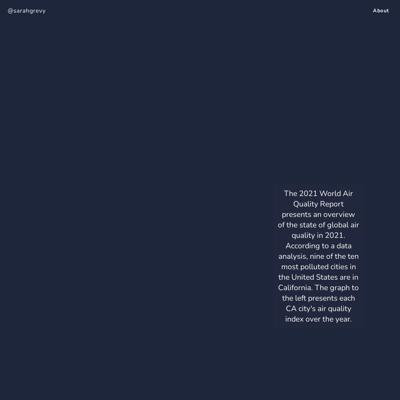 @sarahgrevy
About
The 2021 World Air
Quality Report
presents an overview
of the state of global air
quality in 2021.
According to a data
analysis, nine of the ten
most polluted cities in
the United States are in
California. The graph to
the left presents each
CA city's air quality
index over the year.